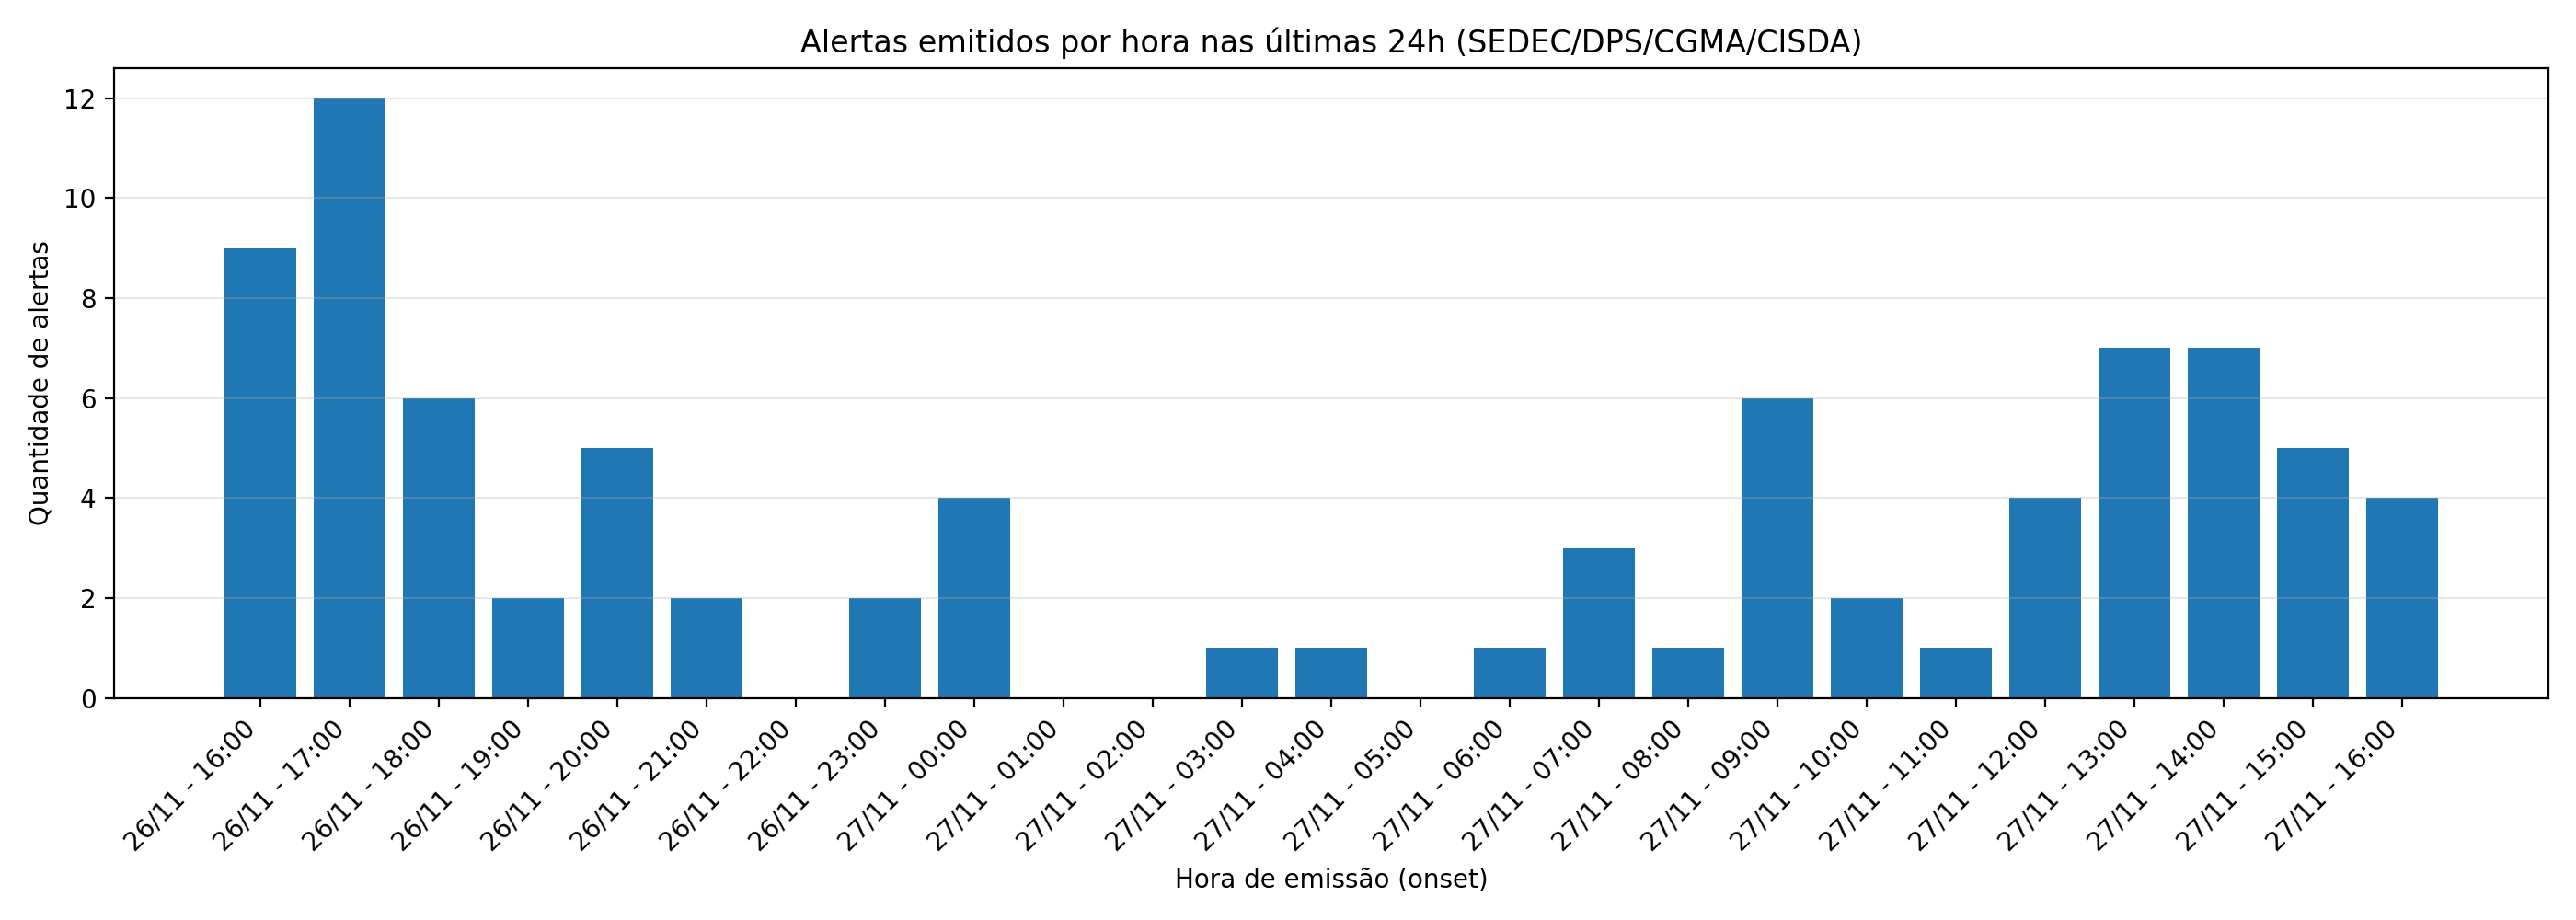 Alertas emitidos por hora nas últimas 24h (SEDEC/DPS/CGMA/CISDA)
Quantidade de alertas
12
10
8
6
4
2
0
26/11 - 16:00
26/11 - 17:00
26/11 - 18:00
26/11 - 19:00
26/11 - 20:00
26/11 - 21:00
26/11 - 22:00
26/11 - 23:00
27/11 - 00:00
27/11 - 01:00
27/11 - 02:00
27/11 - 03:00
27/11 - 04:00
27/11 - 05:00
27/11 - 06:00
27/11 - 07:00
27/11 - 08:00
27/11 - 09:00
27/11 - 10:00
27/11 - 11:00
27/11 - 12:00
27/11 - 13:00
27/11 - 14:00
27/11 - 15:00
27/11 - 16:00
Hora de emissão (onset)